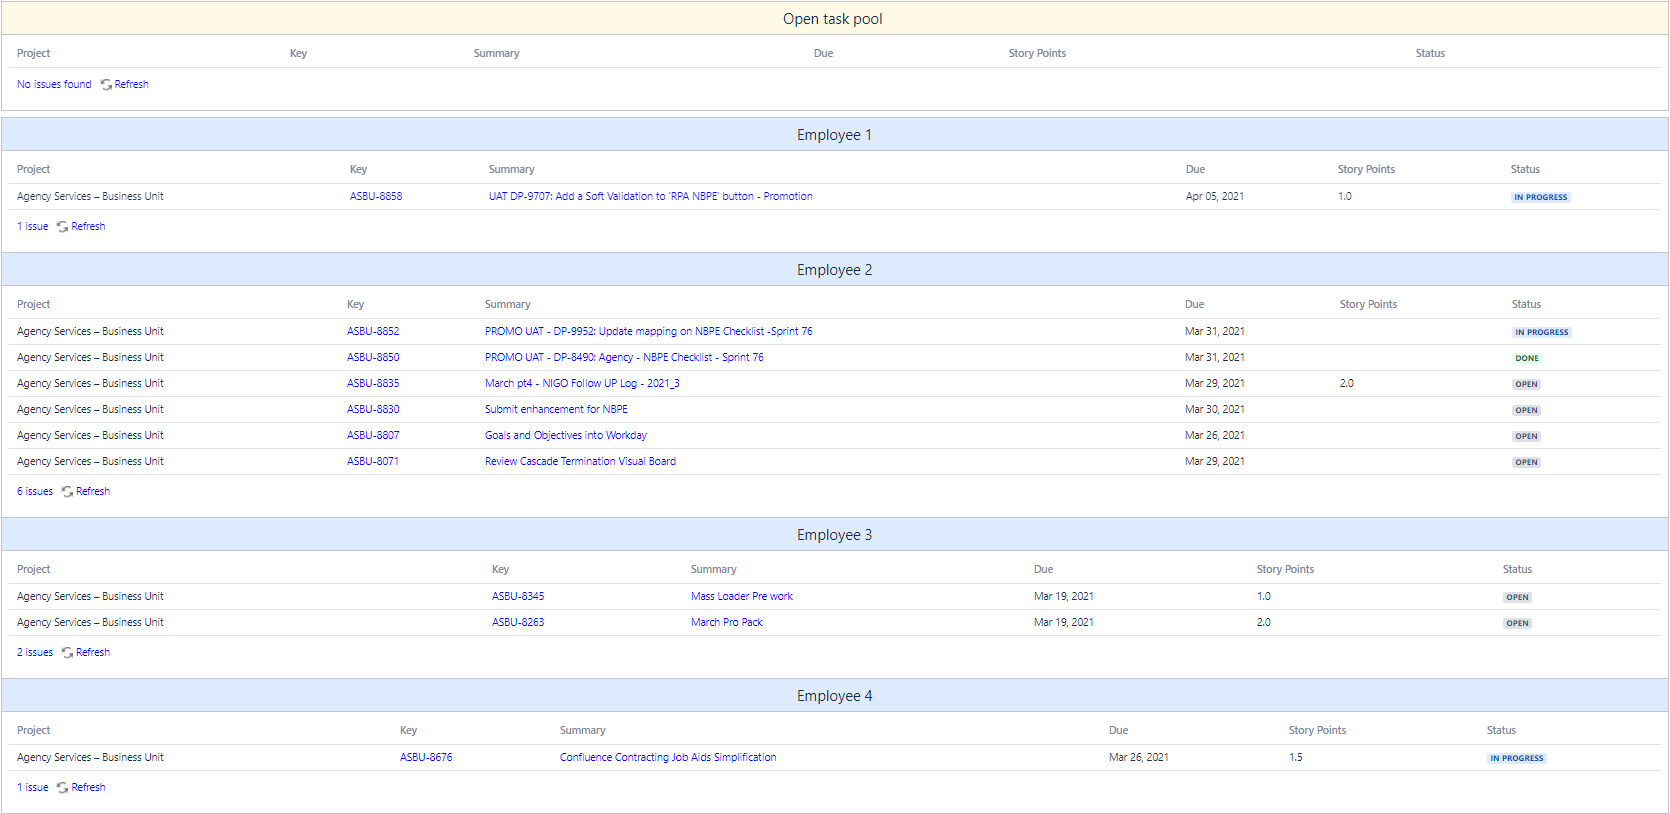 Open task pool
Project Key Summary Due Story Points Status
No issues found Refresh
Employee 1
Project Key Summary Due Story Points Status
Agency Services – Business Unit ASBU-8858 UAT DP-9707: Add a Soft Validation to 'RPA NBPE' button - Promotion Apr 05, 2021 1.0 IN PROGRESS
1 issue Refresh
Employee 2
Project Key Summary Due Story Points Status
Agency Services – Business Unit ASBU-8852 PROMO UAT - DP-9952: Update mapping on NBPE Checklist -Sprint 76 Mar 31, 2021 IN PROGRESS
Agency Services – Business Unit ASBU-8850 PROMO UAT - DP-8490: Agency - NBPE Checklist - Sprint 76 Mar 31, 2021 DONE
Agency Services – Business Unit ASBU-8835 March pt4 - NIGO Follow UP Log - 2021_3 Mar 29, 2021 2.0 OPEN
Agency Services – Business Unit ASBU-8830 Submit enhancement for NBPE Mar 30, 2021 OPEN
Agency Services – Business Unit ASBU-8807 Goals and Objectives into Workday Mar 26, 2021 OPEN
Agency Services – Business Unit ASBU-8071 Review Cascade Termination Visual Board Mar 29, 2021 OPEN
6 issues Refresh
Employee 3
Project Key Summary Due Story Points Status
Agency Services – Business Unit ASBU-8345 Mass Loader Pre work Mar 19, 2021 1.0 OPEN
Agency Services – Business Unit ASBU-8263 March Pro Pack Mar 19, 2021 2.0 OPEN
2 issues Refresh
Employee 4
Project Key Summary Due Story Points Status
Agency Services – Business Unit ASBU-8676 Confluence Contracting Job Aids Simplification Mar 26, 2021 1.5 IN PROGRESS
1 issue Refresh